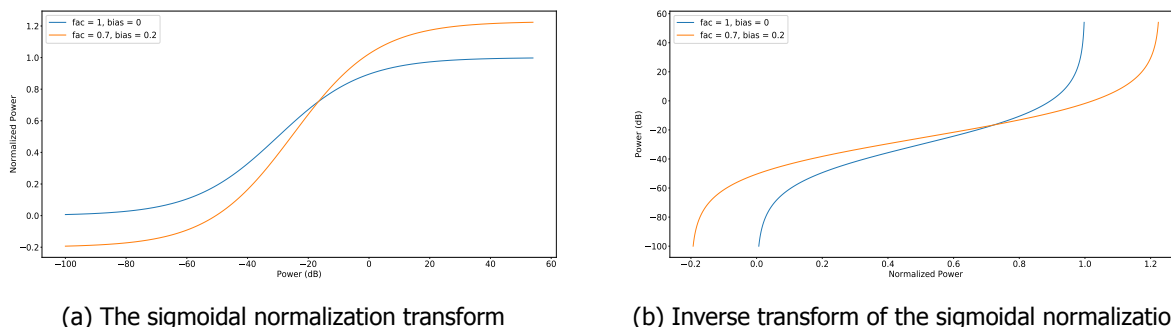 fac = 1, bias = 0
fac = 0.7, bias = 0.2
1.2
1.0
0.8
0.6
0.4
0.2
0.0
−0.2
Normalized Power
−100 −80 −60 −40 −20 0 20 40 60
Power (dB)
(a) The sigmoidal normalization transform
fac = 1, bias = 0
fac = 0.7, bias = 0.2
60
40
20
0
−20
−40
−60
−80
−100
Power (dB)
−0.2 0.0 0.2 0.4 0.6 0.8 1.0 1.2
Normalized Power
(b) Inverse transform of the sigmoidal normalizatio